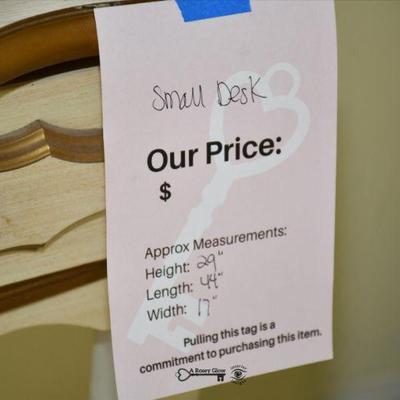 Small Desk
Our Price:
$
Approx Measurements:
Height: 29"
Length: 44"
Width: 17"
Pulling this tag is a
commitment to purchasing this item.
A Rosey Glow